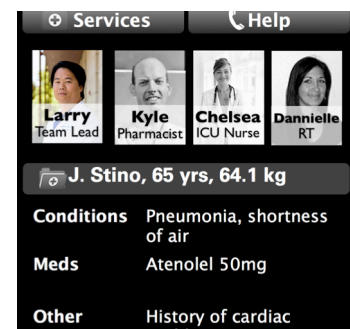 Services
Help
Larry
Team Lead
Kyle
Pharmacist
Chelsea
ICU Nurse
Dannielle
RT
J. Stino, 65 yrs, 64.1 kg
Conditions Pneumonia, shortness
of air
Meds Atenolel 50mg
Other History of cardiac